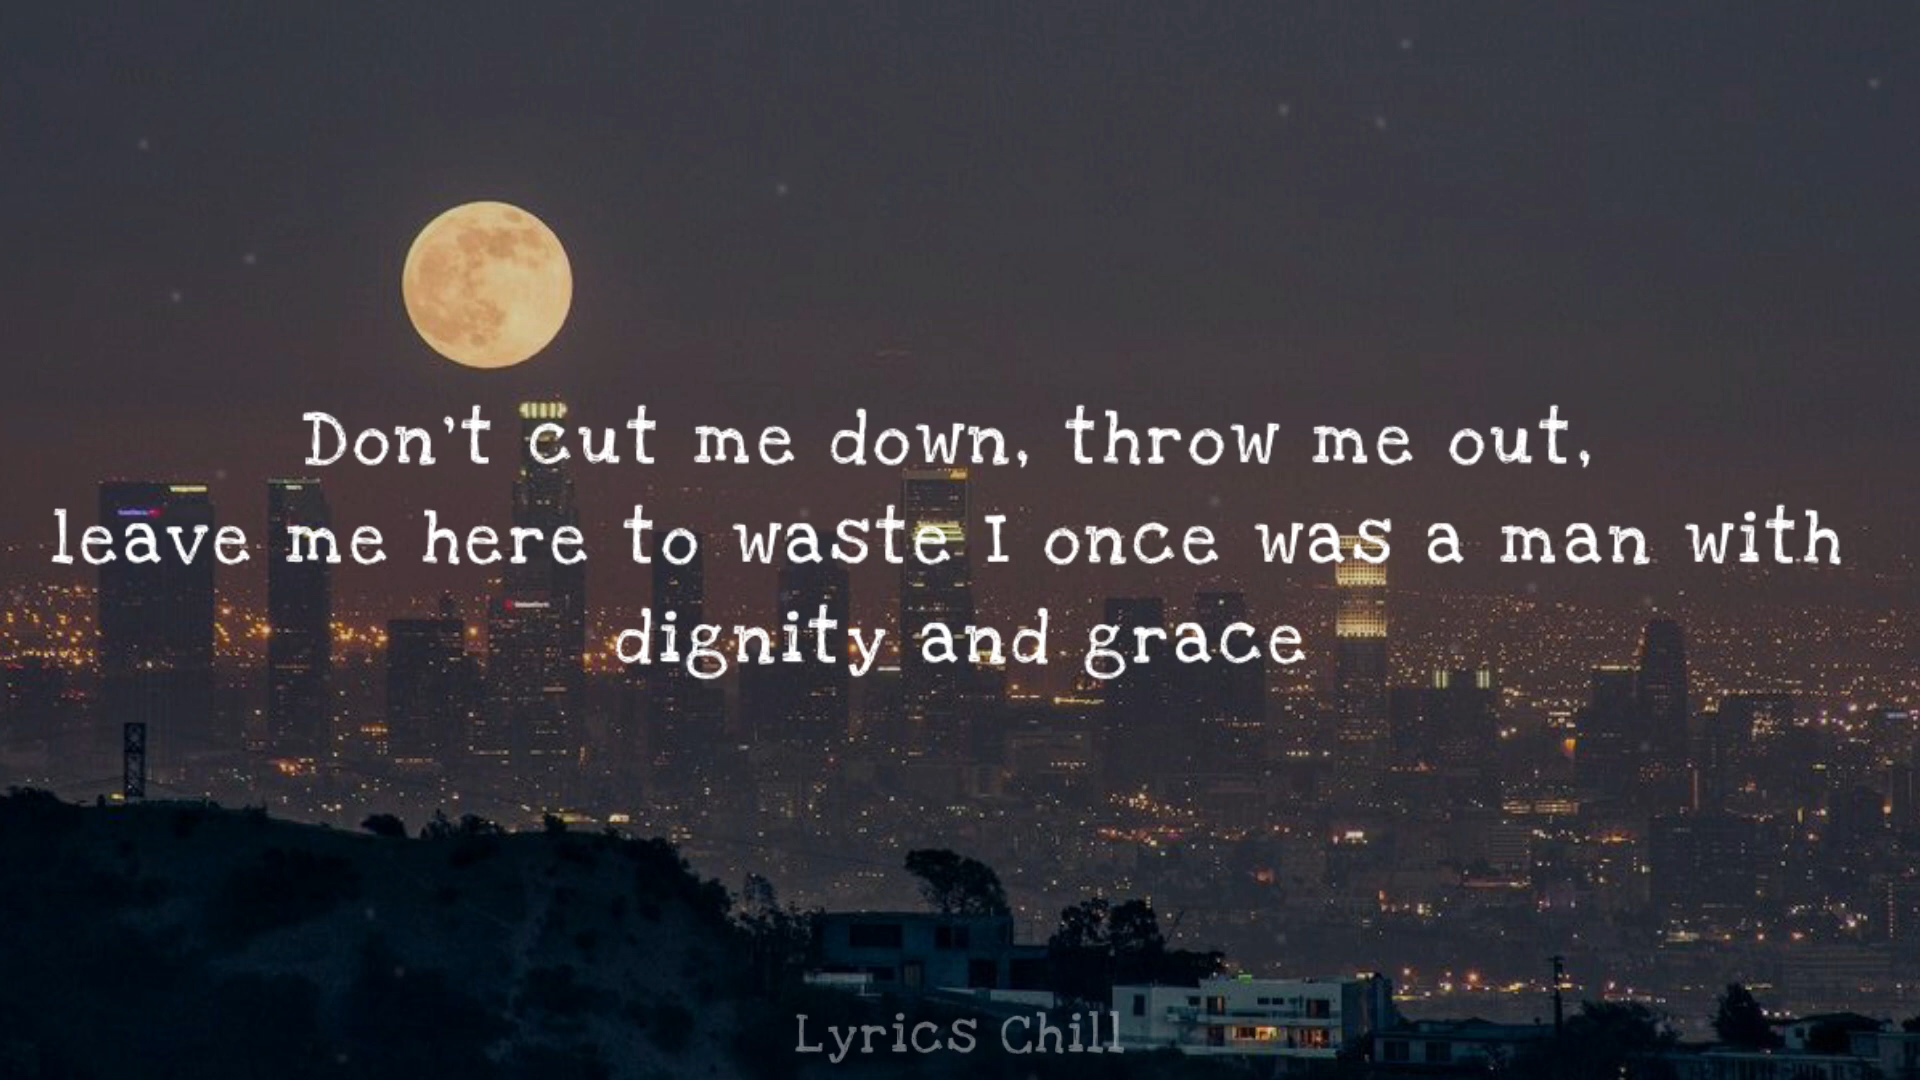 Don't cut me down, throw me out,
leave me here to waste I once was a man with
dignity and grace
Lyrics Chill